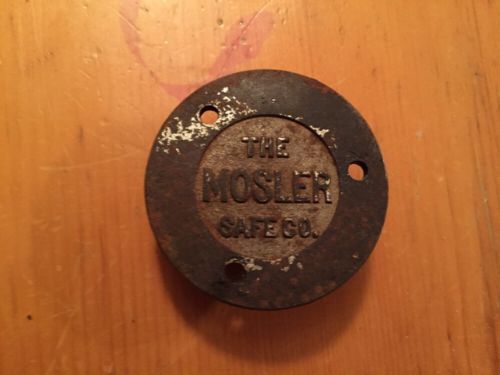 THE
MOSLER
SAFE CO.